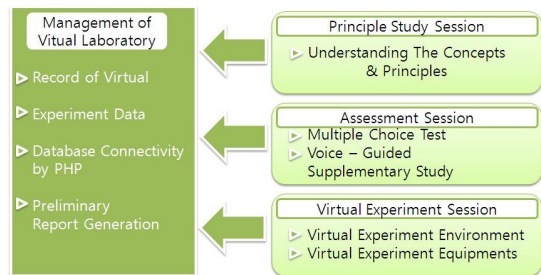 Management of
Vitual Laboratory
Record of Virtual
Experiment Data
Database Connectivity
by PHP
Preliminary
Report Generation
Principle Study Session
Understanding The Concepts
& Principles
Assessment Session
Multiple Choice Test
Voice – Guided
Supplementary Study
Virtual Experiment Session
Virtual Experiment Environment
Virtual Experiment Equipments